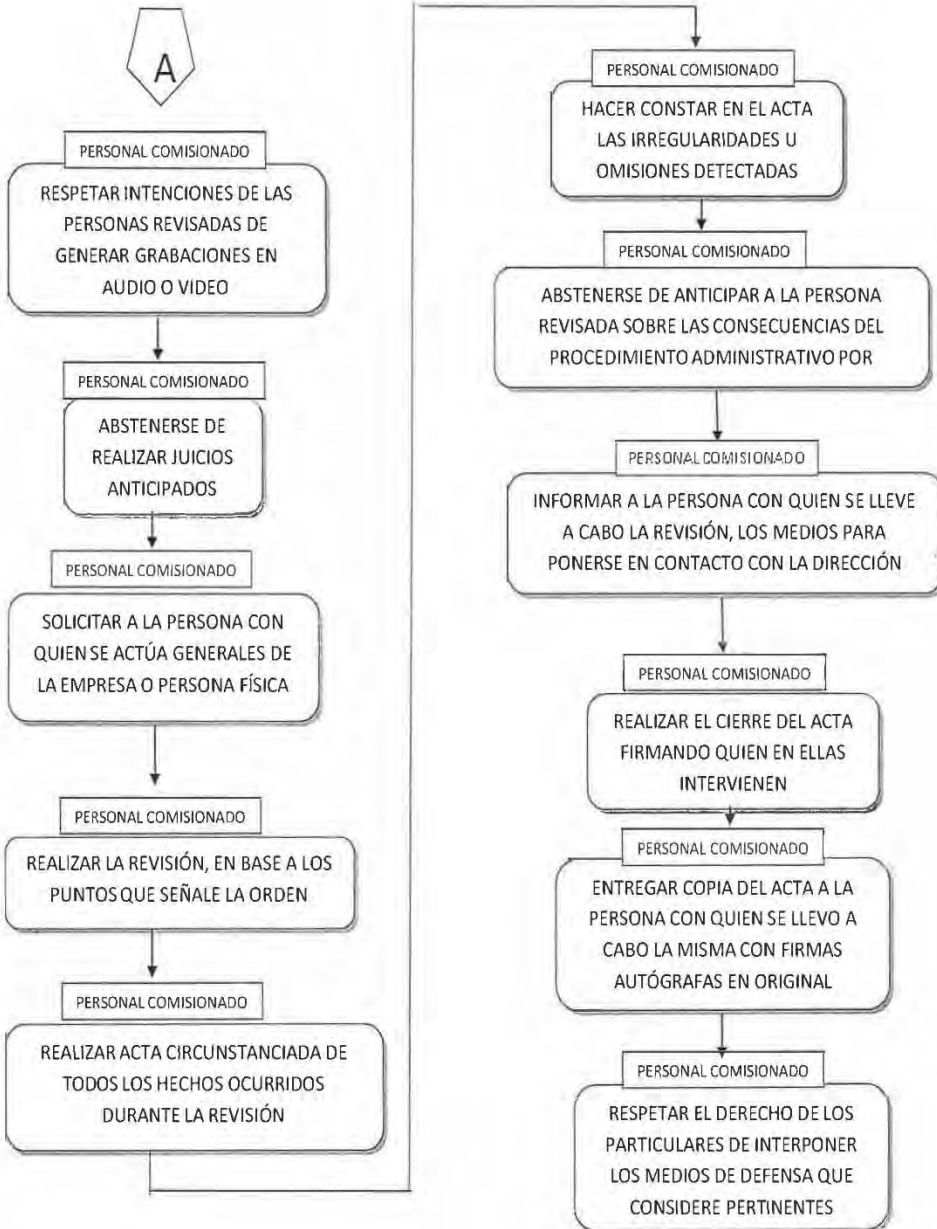 A
PERSONAL COMISIONADO
RESPETAR INTENCIONES DE LAS
PERSONAS REVISADAS DE
GENERAR GRABACIONES EN
AUDIO O VIDEO
PERSONAL COMISIONADO
ABSTENERSE DE
REALIZAR JUICIOS
ANTICIPADOS
PERSONAL COMISIONADO
SOLICITAR A LA PERSONA CON
QUIEN SE ACTÚA GENERALES DE
LA EMPRESA O PERSONA FÍSICA
PERSONAL COMISIONADO
REALIZAR LA REVISIÓN, EN BASE A LOS
PUNTOS QUE SEÑALE LA ORDEN
PERSONAL COMISIONADO
REALIZAR ACTA CIRCUNSTANCIADA DE
TODOS LOS HECHOS OCURRIDOS
DURANTE LA REVISIÓN
PERSONAL COMISIONADO
HACER CONSTAR EN EL ACTA
LAS IRREGULARIDADES U
OMISIONES DETECTADAS
PERSONAL COMISIONADO
ABSTENERSE DE ANTICIPAR A LA PERSONA
REVISADA SOBRE LAS CONSECUENCIAS DEL
PROCEDIMIENTO ADMINISTRATIVO POR
PERSONAL COMISIONADO
INFORMAR A LA PERSONA CON QUIEN SE LLEVE
A CABO LA REVISIÓN, LOS MEDIOS PARA
PONERSE EN CONTACTO CON LA DIRECCIÓN
PERSONAL COMISIONADO
REALIZAR EL CIERRE DEL ACTA
FIRMANDO QUIEN EN ELLAS
INTERVIENEN
PERSONAL COMISIONADO
ENTREGAR COPIA DEL ACTA A LA
PERSONA CON QUIEN SE LLEVO A
CABO LA MISMA CON FIRMAS
AUTÓGRAFAS EN ORIGINAL
PERSONAL COMISIONADO
RESPETAR EL DERECHO DE LOS
PARTICULARES DE INTERPONER
LOS MEDIOS DE DEFENSA QUE
CONSIDERE PERTINENTES